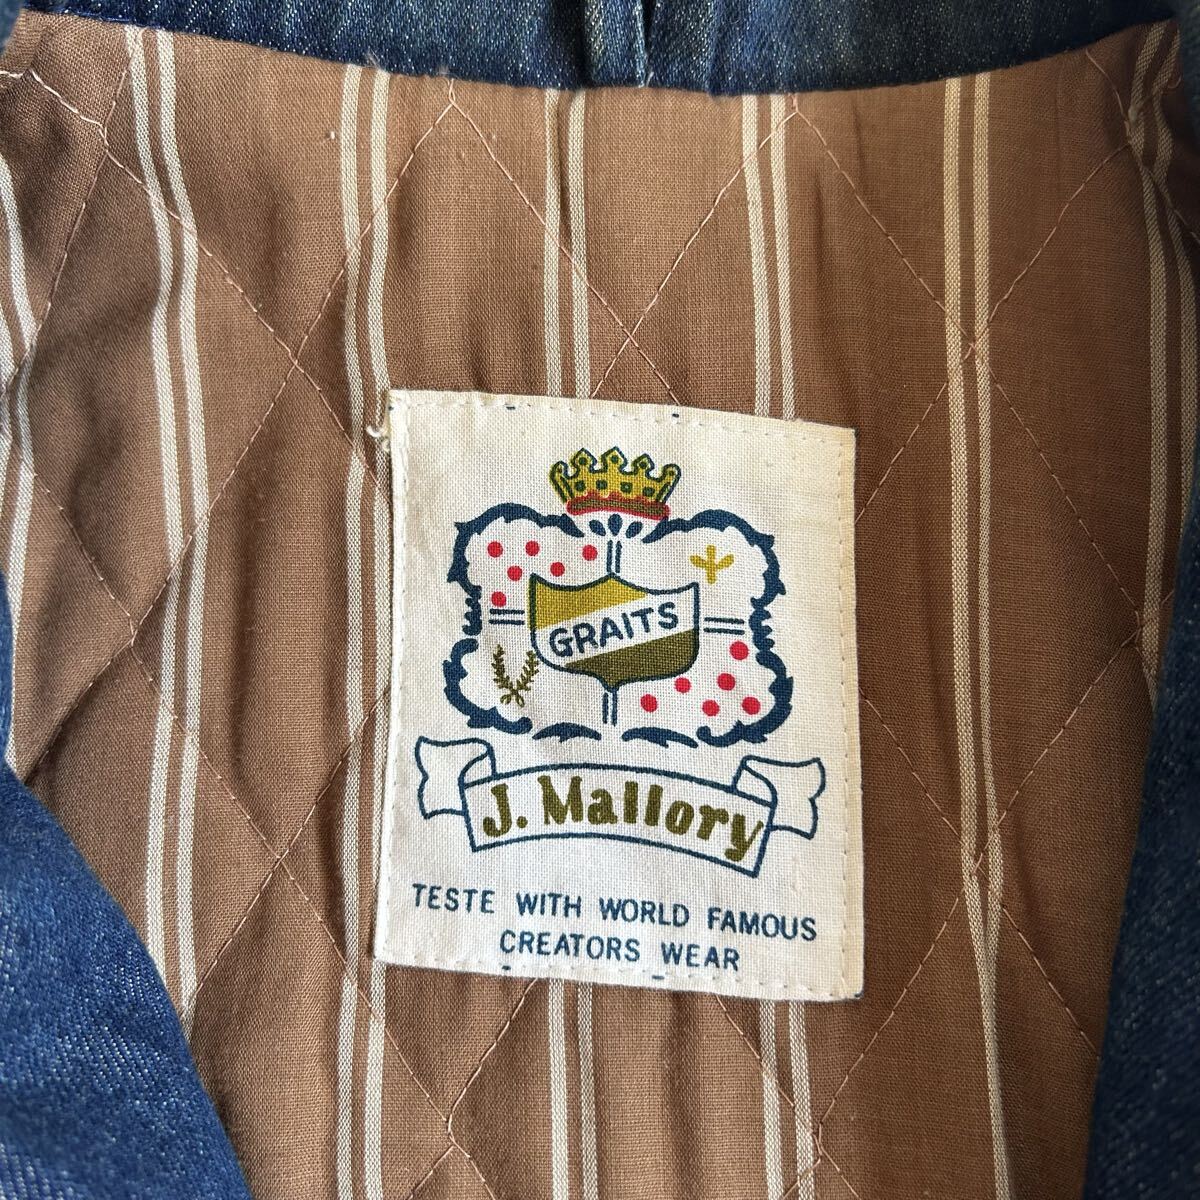 GRAITS
J. Mallory
TESTE WITH WORLD FAMOUS
CREATORS WEAR